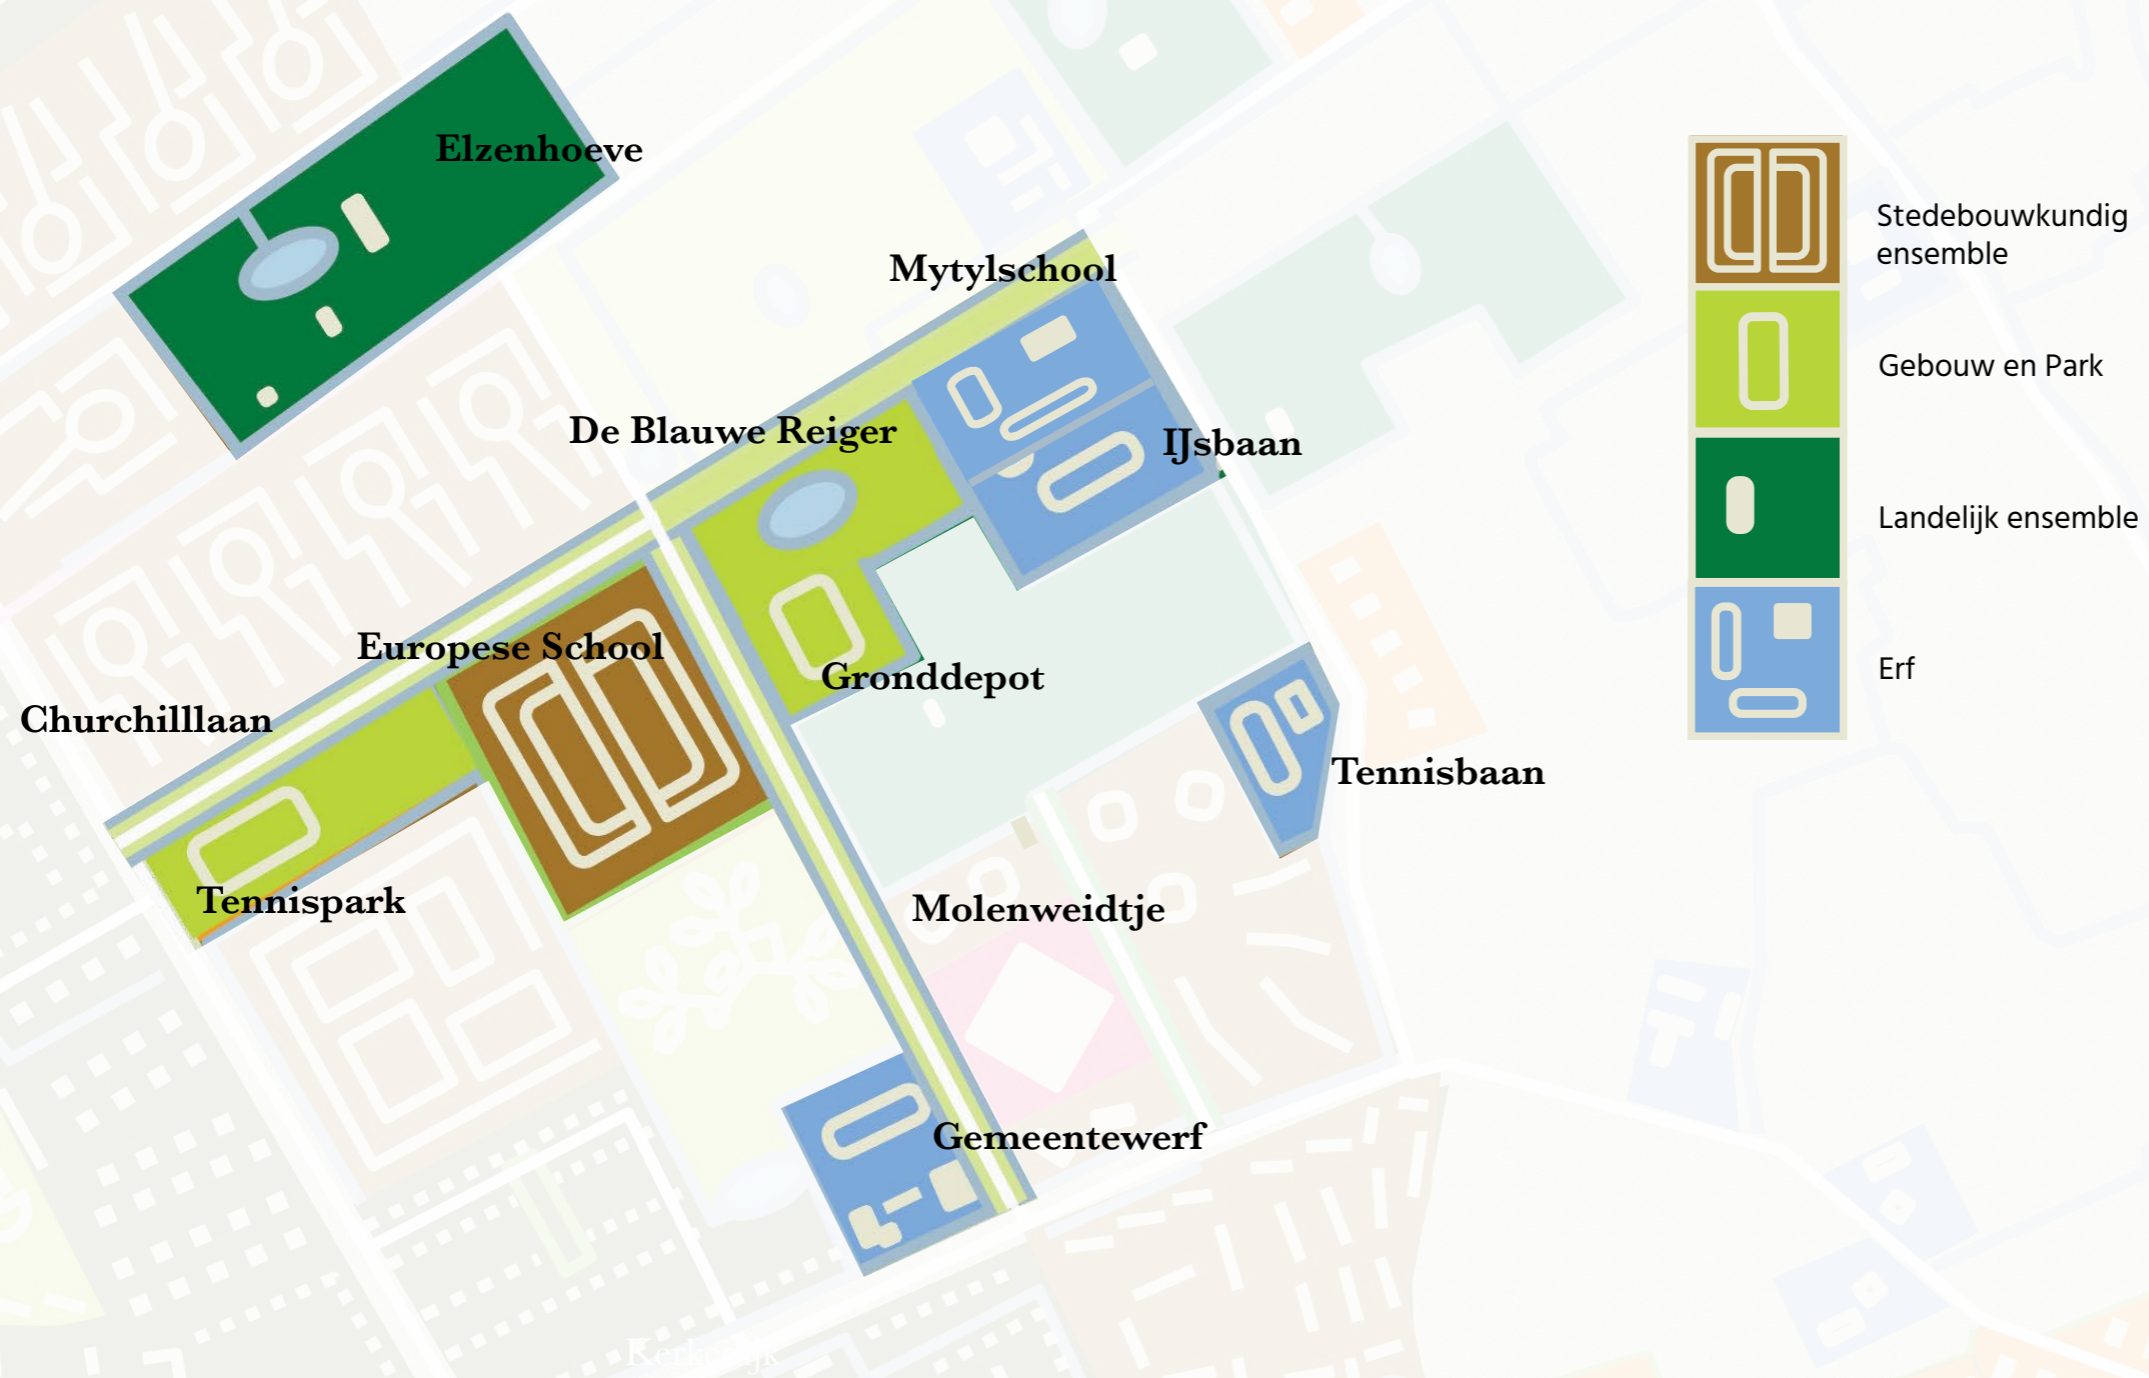 Elzenhoeve
Mytylschool
De Blauwe Reiger
IJsbaan
Europese School
Gronddepot
Churchilllaan
Tennisbaan
Tennispark
Molenweidtje
Gemeentewerf
Stedebouwkundig
ensemble
Gebouw en Park
Landelijk ensemble
Erf